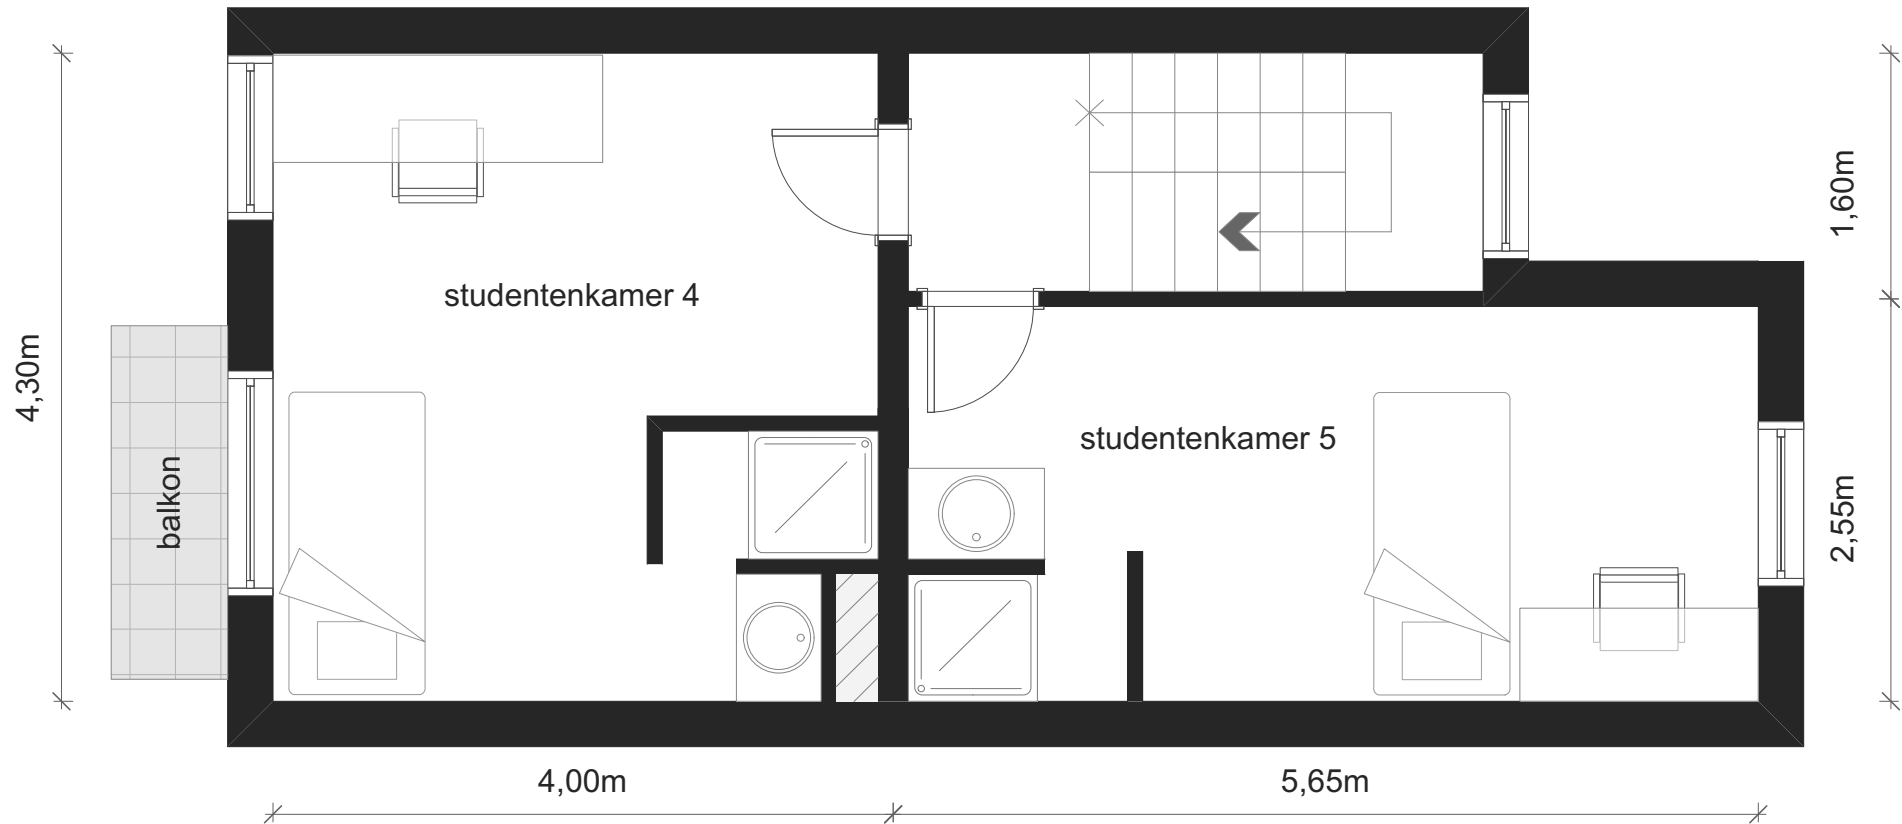 1,60m
studentenkamer 4
4,30m
studentenkamer 5
balkon
2,55m
4,00m
5,65m